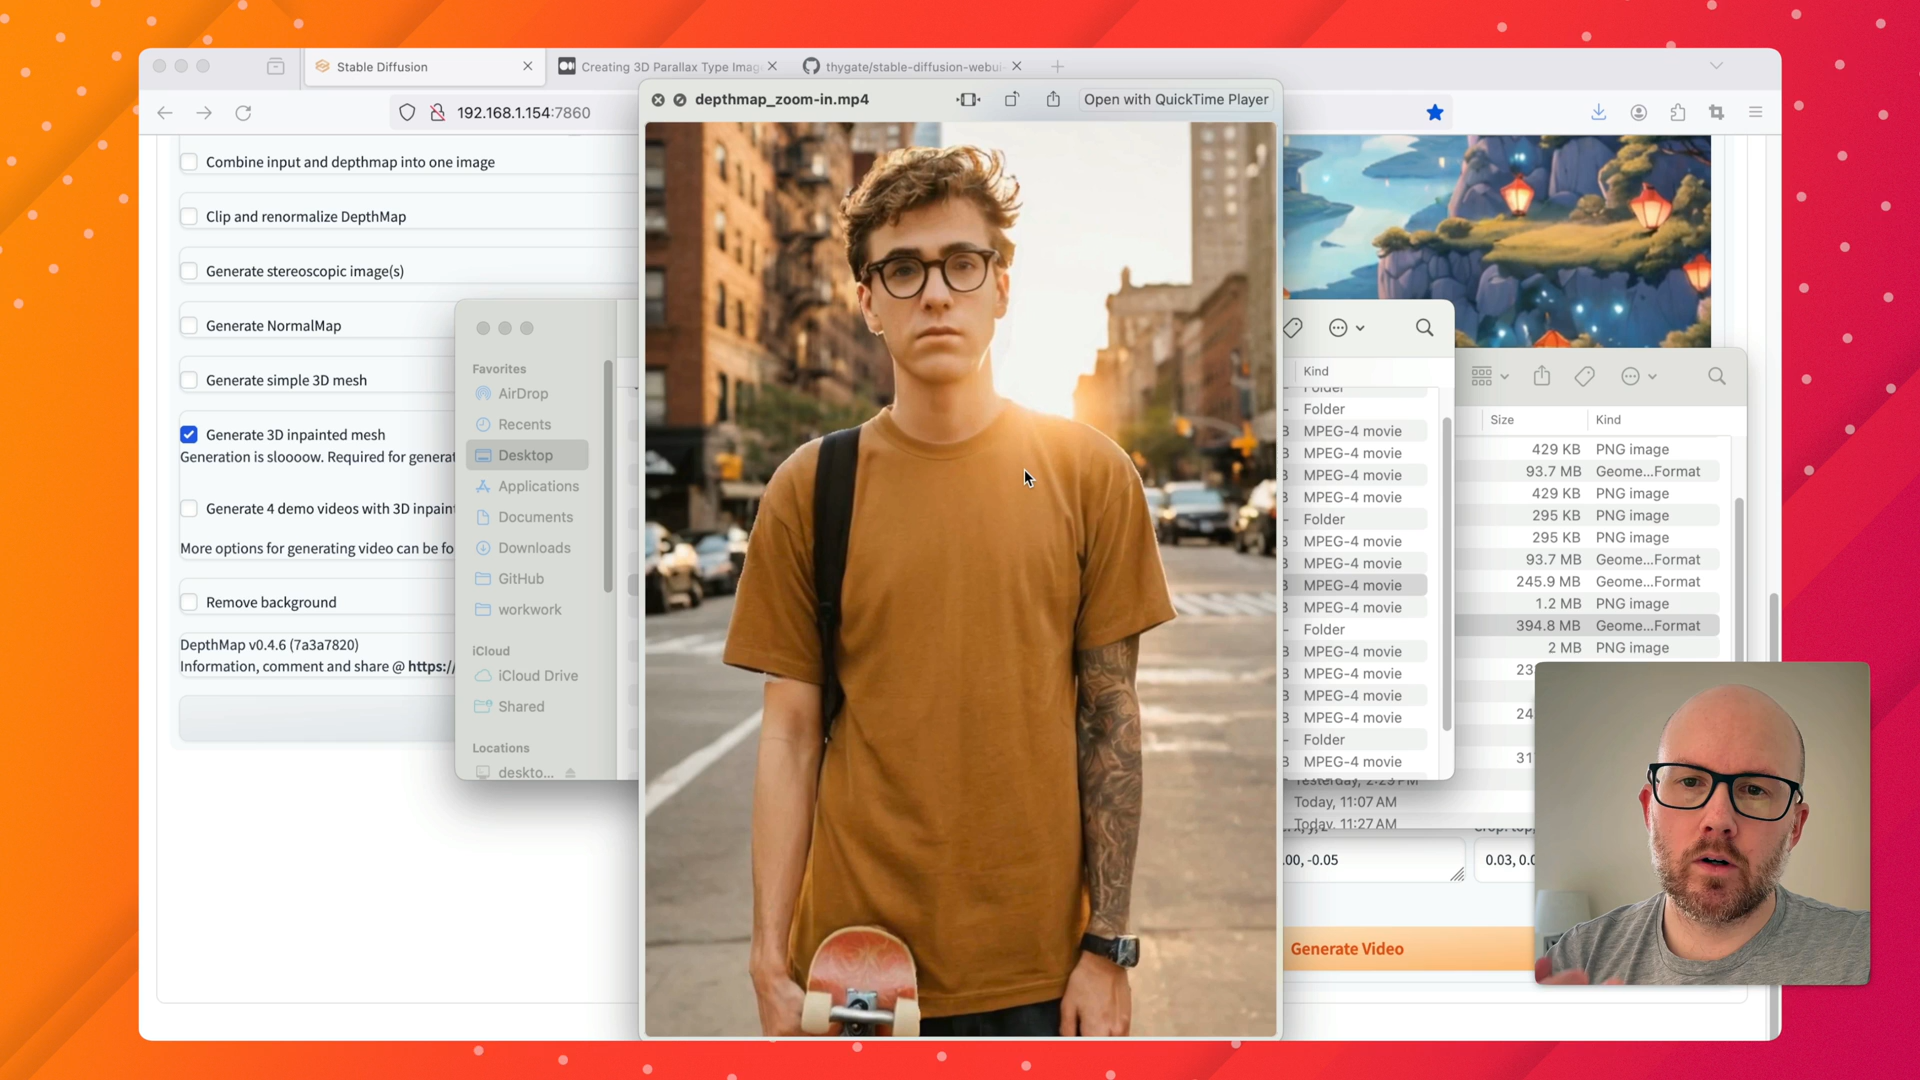 Stable Diffusion
Creating 3D Parallax Type Imag
thygate/stable-diffusion-webui-
192.168.1.154:7860
depthmap_zoom-in.mp4
Open with QuickTime Player
Combine input and depthmap into one image
Clip and renormalize DepthMap
Generate stereoscopic image(s)
Generate NormalMap
Generate simple 3D mesh
Generate 3D inpainted mesh
Generation is sloooow. Required for generat
Generate 4 demo videos with 3D inpain
More options for generating video can be fo
Remove background
DepthMap v0.4.6 (7a3a7820)
Information, comment and share @ https:/
Favorites
AirDrop
Recents
Desktop
Applications
Documents
Downloads
GitHub
workwork
iCloud
iCloud Drive
Shared
Locations
deskto...
Kind
Folder
Folder
MPEG-4 movie
MPEG-4 movie
MPEG-4 movie
MPEG-4 movie
Folder
MPEG-4 movie
MPEG-4 movie
MPEG-4 movie
MPEG-4 movie
Folder
MPEG-4 movie
MPEG-4 movie
MPEG-4 movie
MPEG-4 movie
Folder
MPEG-4 movie
Yesterday, 2:23 PM
Today, 11:07 AM
Today, 11:27 AM
Size Kind
429 KB PNG image
93.7 MB Geome...Format
429 KB PNG image
295 KB PNG image
295 KB PNG image
93.7 MB Geome...Format
245.9 MB Geome...Format
1.2 MB PNG image
394.8 MB Geome...Format
2 MB PNG image
23
24
31
.00, -0.05
0.03, 0.0
Generate Video